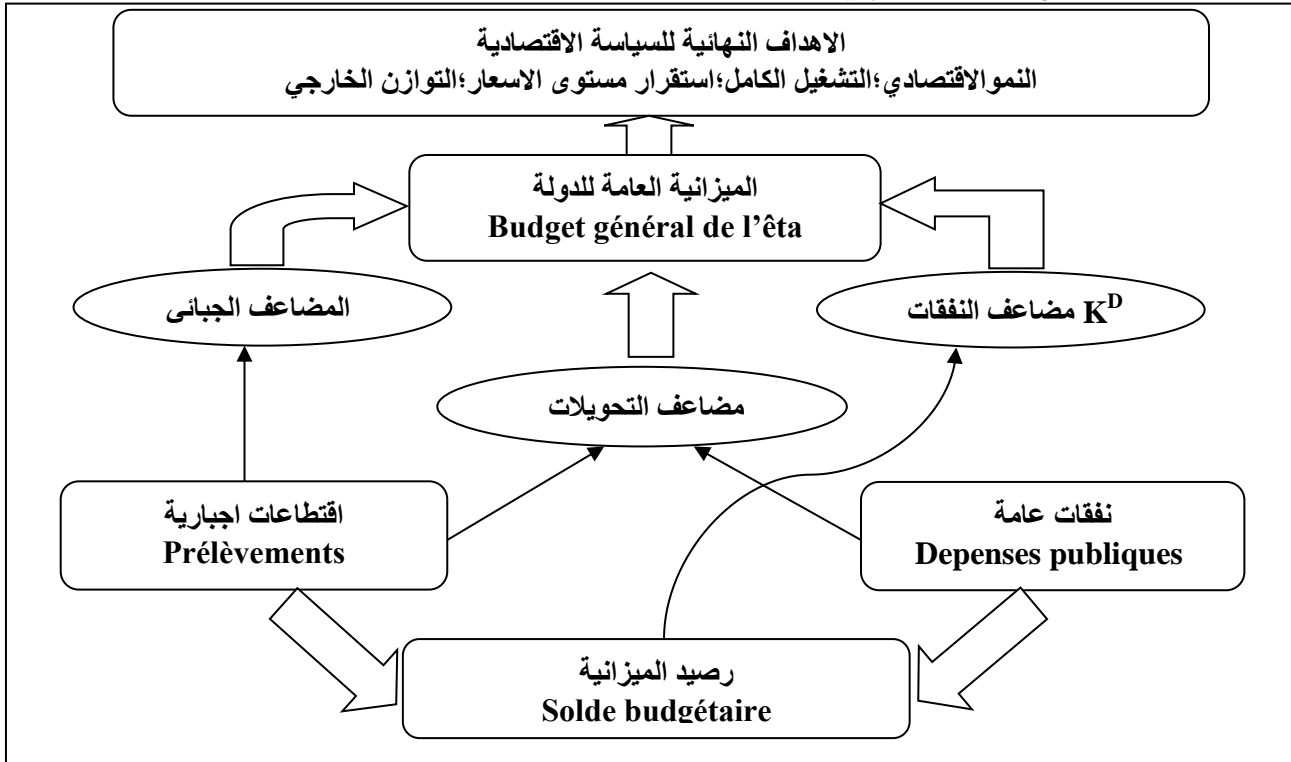 الاهداف النهائية للسياسة الاقتصادية
النموالاقتصادي؛التشغيل الكامل؛استقرار مستوى الاسعار؛التوازن الخارجي
الميزانية العامة للدولة
Budget général de l’êta
المضاعف الجبائى
K^D مضاعف النفقات
مضاعف التحويلات
اقتطاعات اجبارية
Prélèvements
نفقات عامة
Depenses publiques
رصيد الميزانية
Solde budgétaire